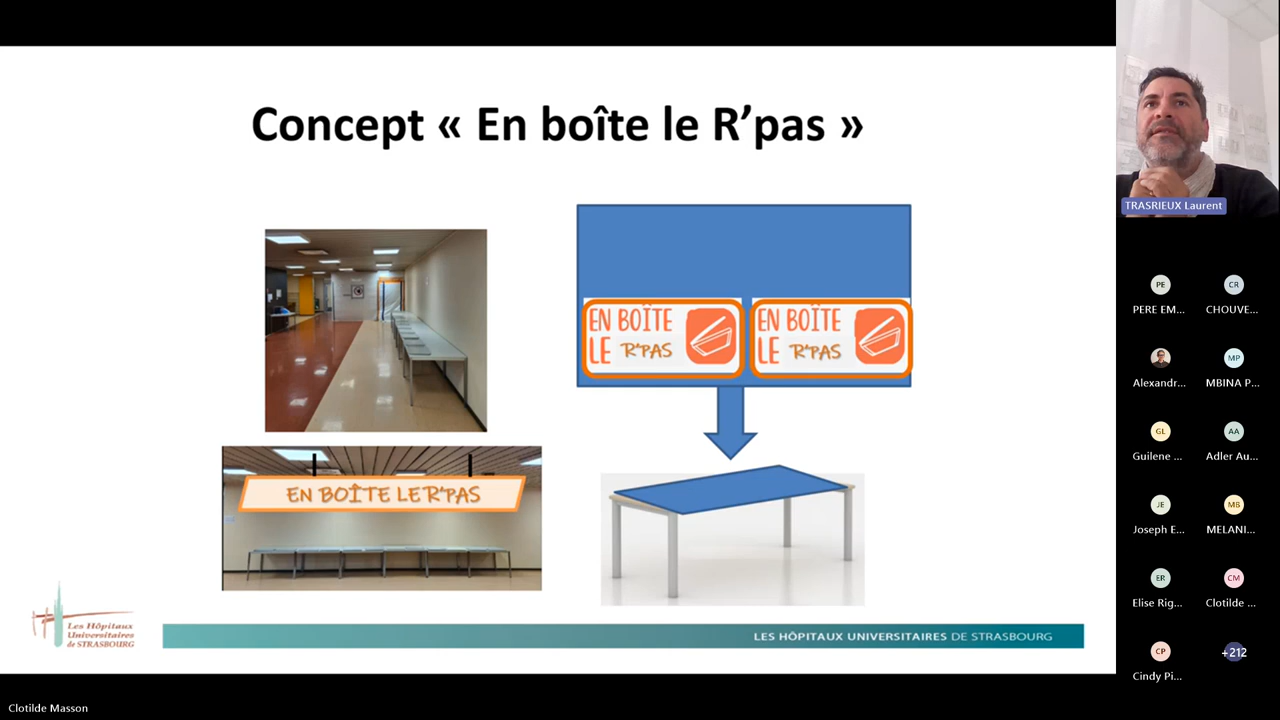 Concept « En boîte le R’pas »
EN BOÎTE
LE R'PAS
EN BOÎTE
LE R'PAS
EN BOÎTE LE R'PAS
Les Hôpitaux
Universitaires
de STRASBOURG
LES HÔPITAUX UNIVERSITAIRES DE STRASBOURG
TRASRIEUX Laurent
PE
CR
PERE EM...
CHOUVE...
MP
Alexandr...
MBINA P...
GL
AA
Guilene ...
Adler Au...
JE
MB
Joseph E...
MELANI...
ER
CM
Elise Rig...
Clotilde ...
CP
+212
Cindy Pi...
Clotilde Masson